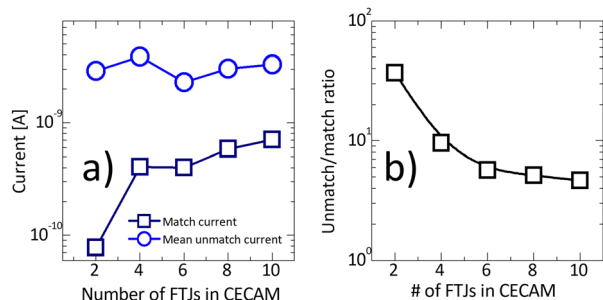 Current [A]
10⁻⁹
10⁻¹⁰
a)
Match current
Mean unmatch current
2 4 6 8 10
Number of FTJs in CECAM
Unmatch/match ratio
10²
10¹
10⁰
b)
2 4 6 8 10
# of FTJs in CECAM